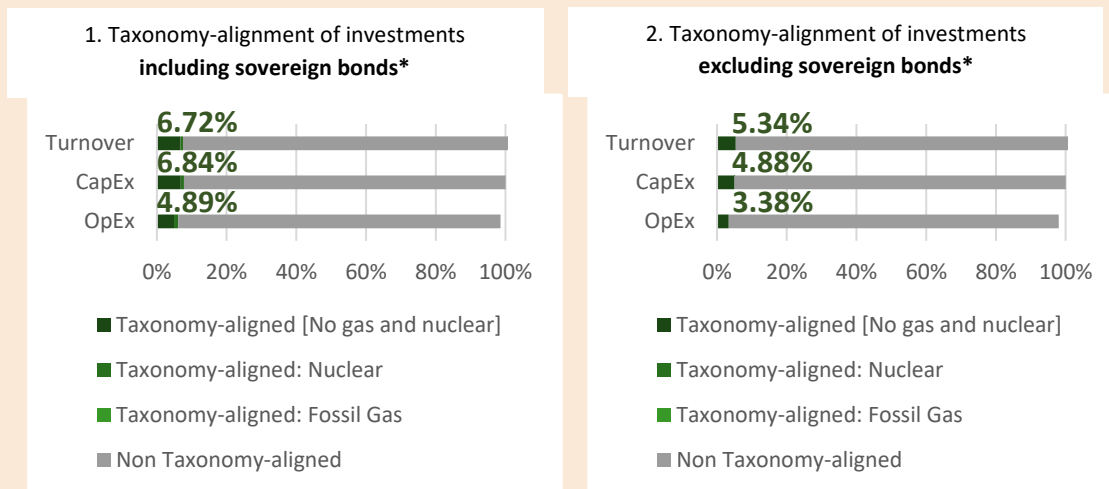 1. Taxonomy-alignment of investments
including sovereign bonds*
6.72%
Turnover
6.84%
CapEx
4.89%
OpEx
0% 20% 40% 60% 80% 100%
Taxonomy-aligned [No gas and nuclear]
Taxonomy-aligned: Nuclear
Taxonomy-aligned: Fossil Gas
Non Taxonomy-aligned
2. Taxonomy-alignment of investments
excluding sovereign bonds*
5.34%
Turnover
4.88%
CapEx
3.38%
OpEx
0% 20% 40% 60% 80% 100%
Taxonomy-aligned [No gas and nuclear]
Taxonomy-aligned: Nuclear
Taxonomy-aligned: Fossil Gas
Non Taxonomy-aligned